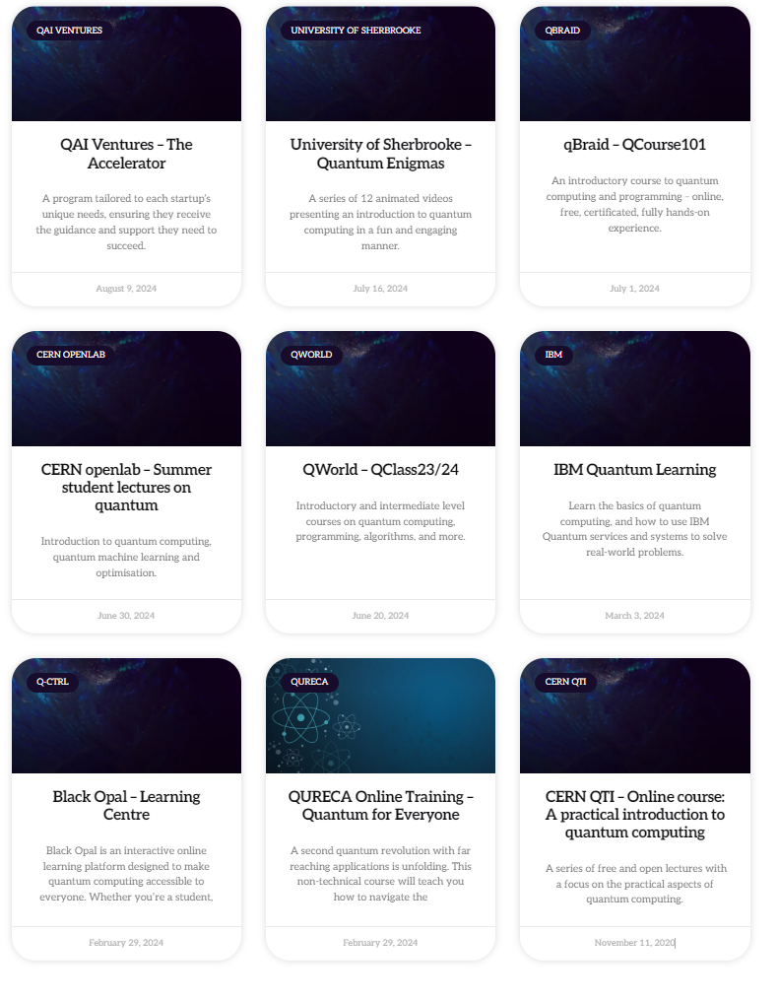 QAI VENTURES
QAI Ventures – The
Accelerator
A program tailored to each startup's
unique needs, ensuring they receive
the guidance and support they need to
succeed.
August 9, 2024
UNIVERSITY OF SHERBROOKE
University of Sherbrooke –
Quantum Enigmas
A series of 12 animated videos
presenting an introduction to quantum
computing in a fun and engaging
manner.
July 16, 2024
QBRAID
qBraid – QCourse101
An introductory course to quantum
computing and programming – online,
free, certificated, fully hands-on
experience.
July 1, 2024
CERN OPENLAB
CERN openlab – Summer
student lectures on
quantum
Introduction to quantum computing,
quantum machine learning and
optimisation.
June 30, 2024
QWORLD
QWorld – QClass23/24
Introductory and intermediate level
courses on quantum computing,
programming, algorithms, and more.
June 20, 2024
IBM
IBM Quantum Learning
Learn the basics of quantum
computing, and how to use IBM
Quantum services and systems to solve
real-world problems.
March 3, 2024
Q-CTRL
Black Opal – Learning
Centre
Black Opal is an interactive online
learning platform designed to make
quantum computing accessible to
everyone. Whether you're a student,
February 29, 2024
QURECA
QURECA Online Training –
Quantum for Everyone
A second quantum revolution with far
reaching applications is unfolding. This
non-technical course will teach you
how to navigate the
February 29, 2024
CERN QTI
CERN QTI – Online course:
A practical introduction to
quantum computing
A series of free and open lectures with
a focus on the practical aspects of
quantum computing.
November 11, 2020